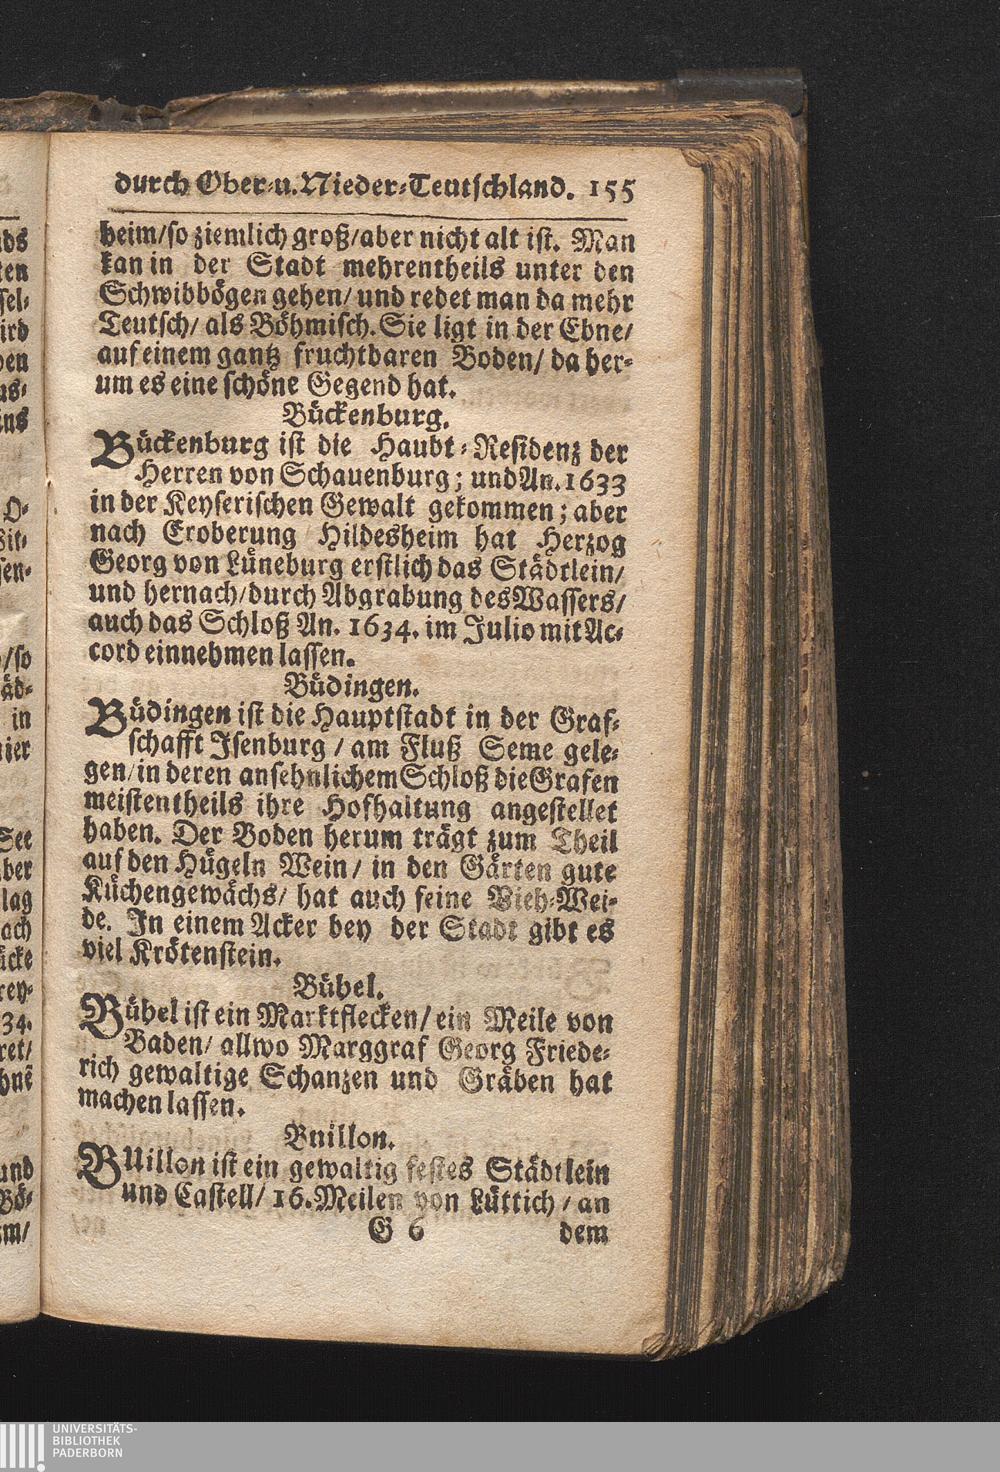 durch Ober-u.Nieder-Teutschland. 155
heim/so ziemlich groß/aber nicht alt ist. Man
kan in der Stadt mehrentheils unter den
Schwibbögen gehen/ und redet man da mehr
Teutsch/ als Böhmisch. Sie ligt in der Ebne/
auf einem gantz fruchtbaren Boden/ da her-
um es eine schöne Gegend hat.
Bückenburg.
Bückenburg ist die Haubt-Residenz der
Herren von Schauenburg; und An. 1633
in der Keyserischen Gewalt gekommen; aber
nach Eroberung Hildesheim hat Herzog
Georg von Lüneburg erstlich das Städtlein/
und hernach/durch Abgrabung des Wassers/
auch das Schloß An. 1634. im Julio mit Ac-
cord einnehmen lassen.
Büdingen.
Büdingen ist die Hauptstadt in der Graf-
schafft Isenburg / am Fluß Seme gele-
gen/in deren ansehnlichem Schloß die Grafen
meistentheils ihre Hofhaltung angestellet
haben. Der Boden herum trägt zum Theil
auf den Hügeln Wein/ in den Gärten gute
Küchengewächs/ hat auch feine Vieh-Wei-
de. In einem Acker bey der Stadt gibt es
viel Krötenstein.
Bühel.
Bühel ist ein Marktflecken/ ein Meile von
Baden/ allwo Marggraf Georg Friede-
rich gewaltige Schanzen und Gräben hat
machen lassen.
Buillon.
BUillon ist ein gewaltig festes Städtlein
und Castell/ 16. Meilen von Lüttich / an
G 6 dem
UNIVERSITÄTS-
BIBLIOTHEK
PADERBORN